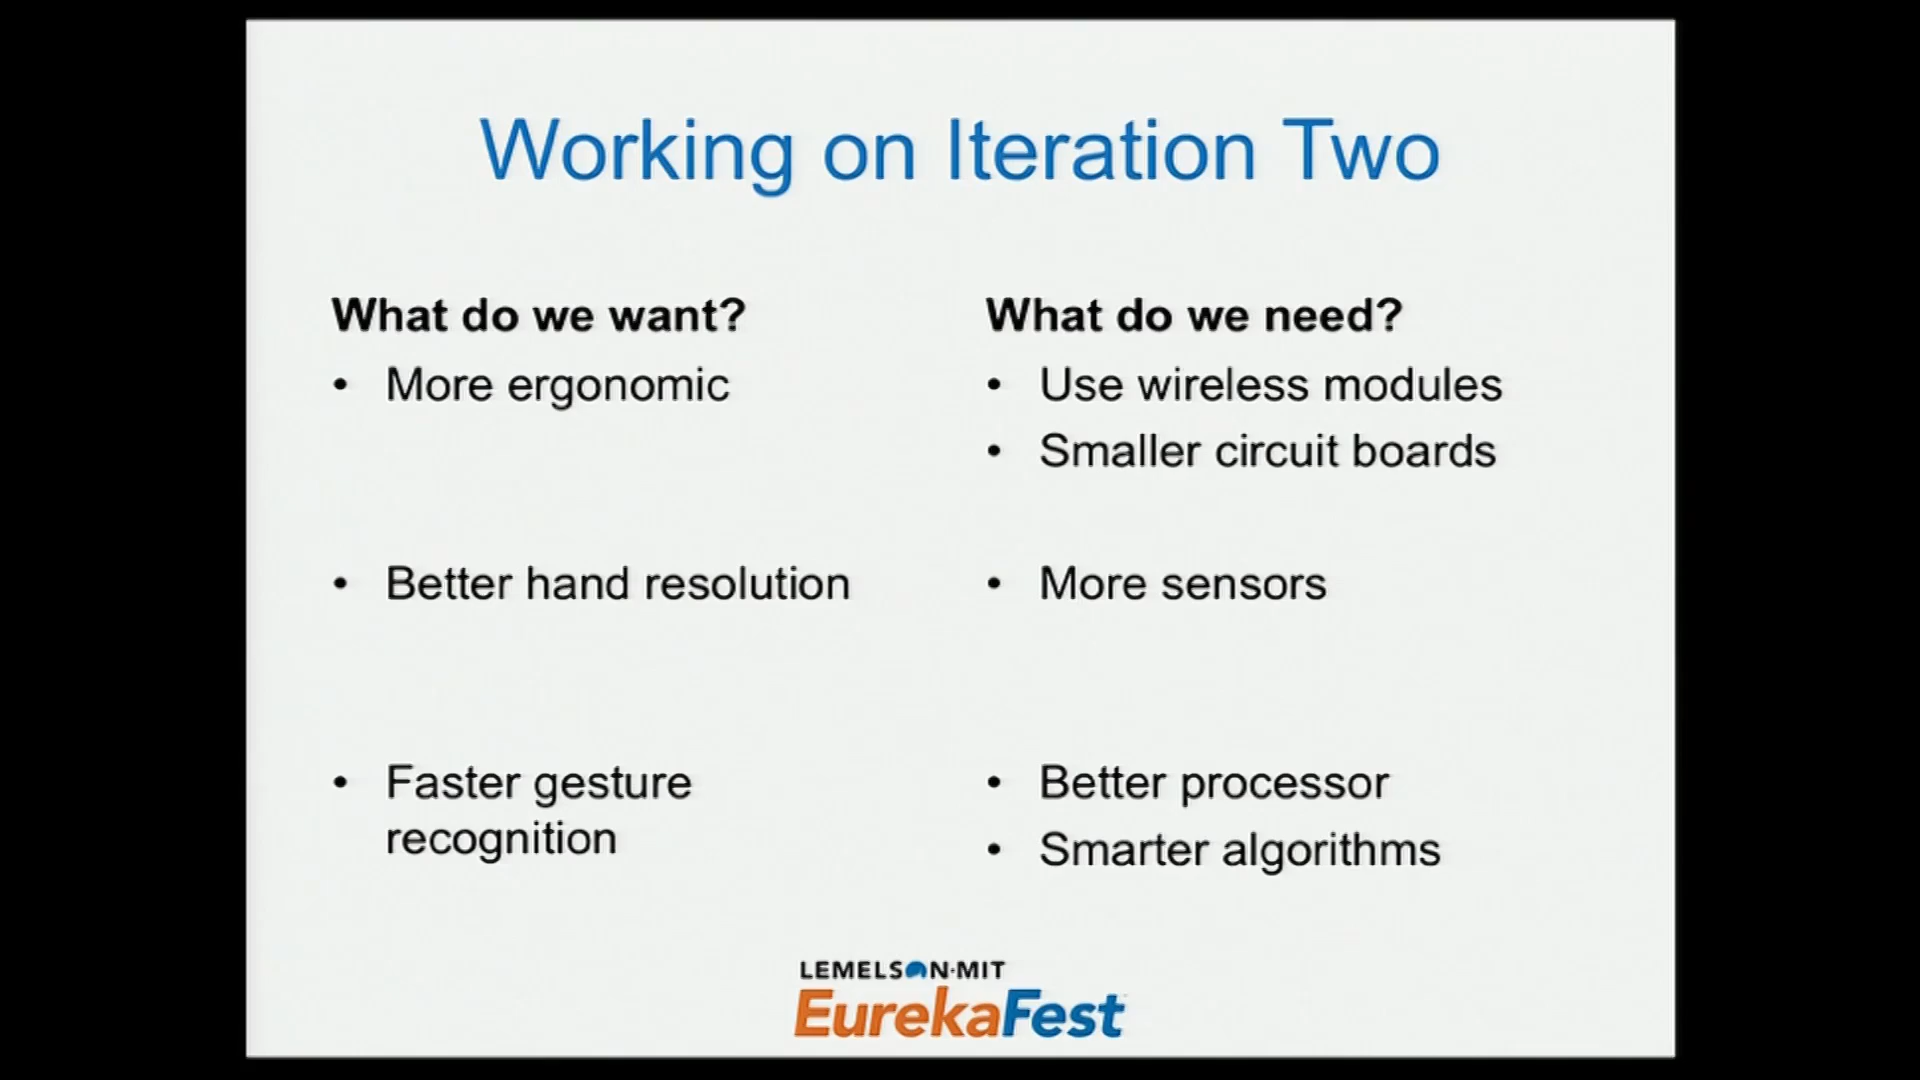 Working on Iteration Two
What do we want?
• More ergonomic
• Better hand resolution
• Faster gesture
recognition
What do we need?
• Use wireless modules
• Smaller circuit boards
• More sensors
• Better processor
• Smarter algorithms
LEMELSON·MIT
EurekaFest